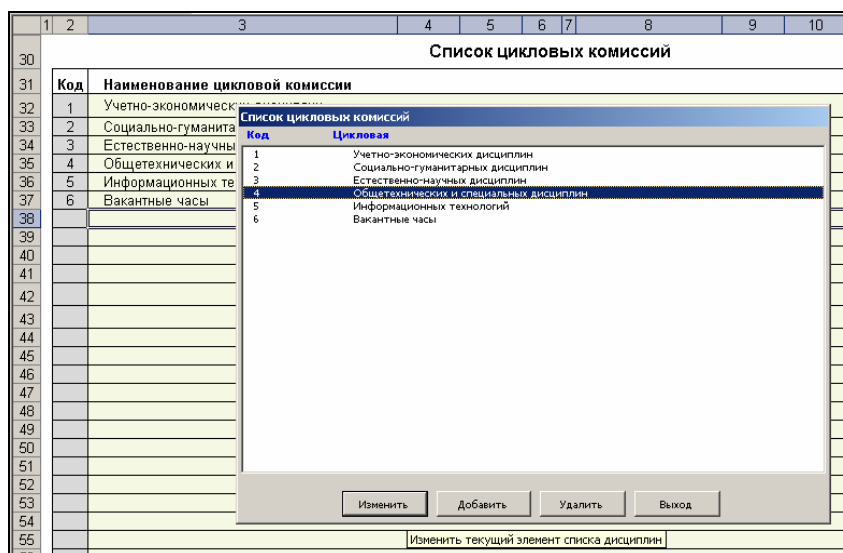 1 2 3 4 5 6 7 8 9 10
30 Список цикловых комиссий
31 Код Наименование цикловой комиссии
32 1 Учетно-экономических дисциплин
33 2 Социально-гуманита
34 3 Естественно-научны
35 4 Общетехнических и
36 5 Информационных те
37 6 Вакантные часы
38
39
40
41
42
43
44
45
46
47
48
49
50
51
52
53
54
55
Список цикловых комиссий
Код Цикловая
1 Учетно-экономических дисциплин
2 Социально-гуманитарных дисциплин
3 Естественно-научных дисциплин
4 Общетехнических и специальных дисциплин
5 Информационных технологий
6 Вакантные часы
Изменить Добавить Удалить Выход
Изменить текущий элемент списка дисциплин